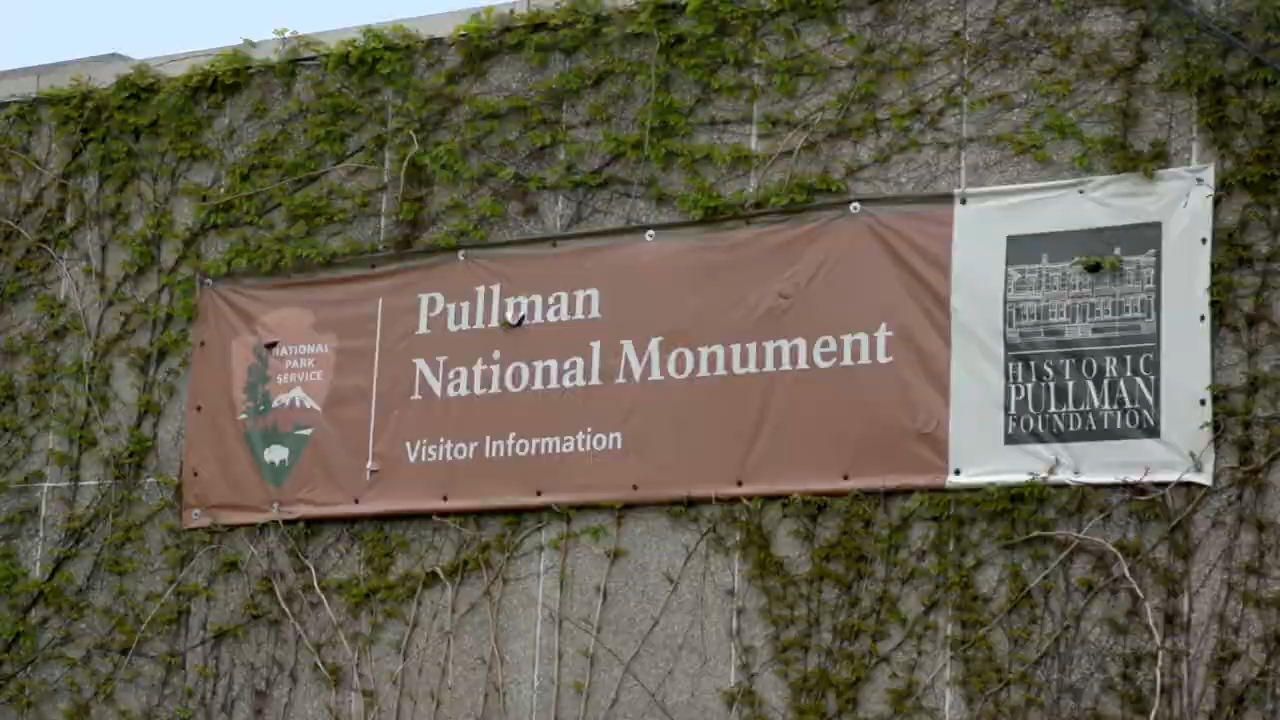 NATIONAL
PARK
SERVICE
Pullman
National Monument
Visitor Information
HISTORIC
PULLMAN
FOUNDATION